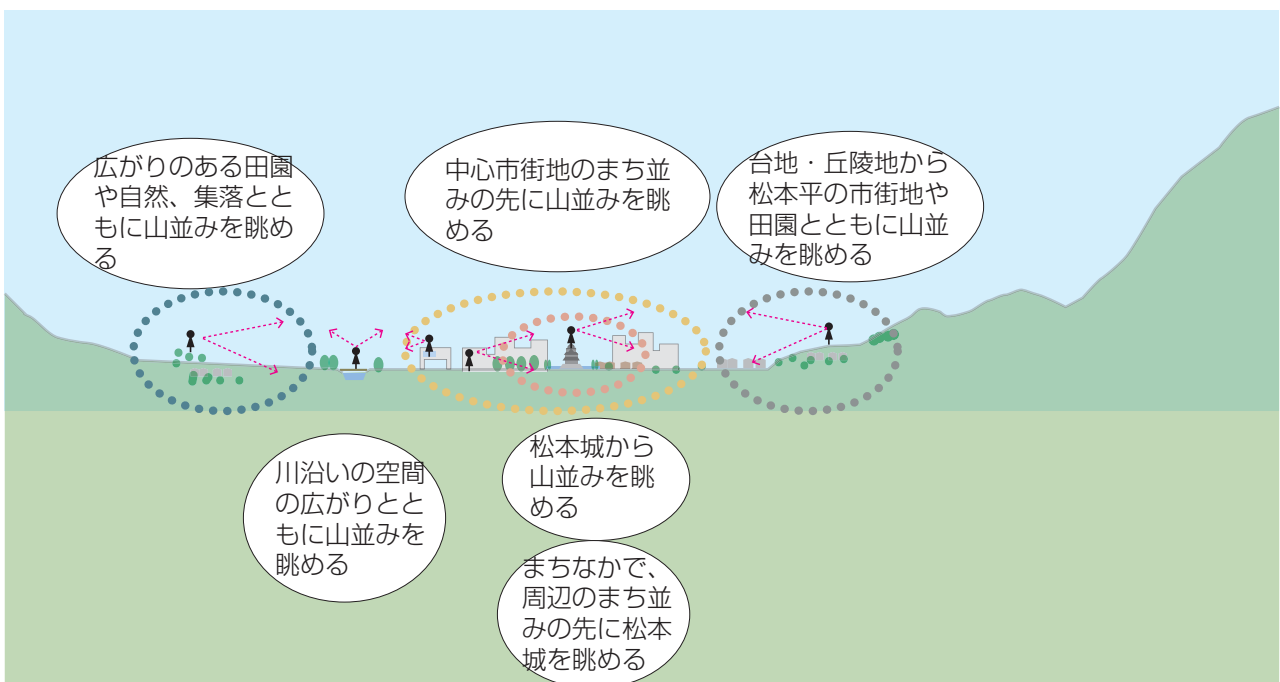 広がりのある田園
や自然、集落とと
もに山並みを眺め
る
中心市街地のまち並
みの先に山並みを眺
める
台地・丘陵地から
松本平の市街地や
田園とともに山並
みを眺める
川沿いの空間
の広がりとと
もに山並みを
眺める
松本城から
山並みを眺
める
まちなかで、
周辺のまち並
みの先に松本
城を眺める